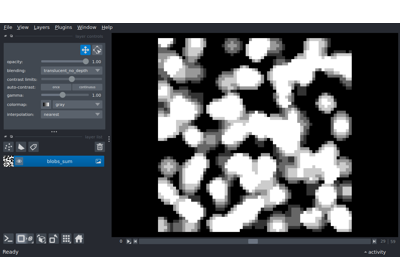 File View Layers Plugins Window Help
opacity: 1.00
blending: translucent_no_depth
contrast limits:
auto-contrast: once continuous
gamma: 1.00
colormap: gray
interpolation: nearest
blobs_sum
Ready
activity